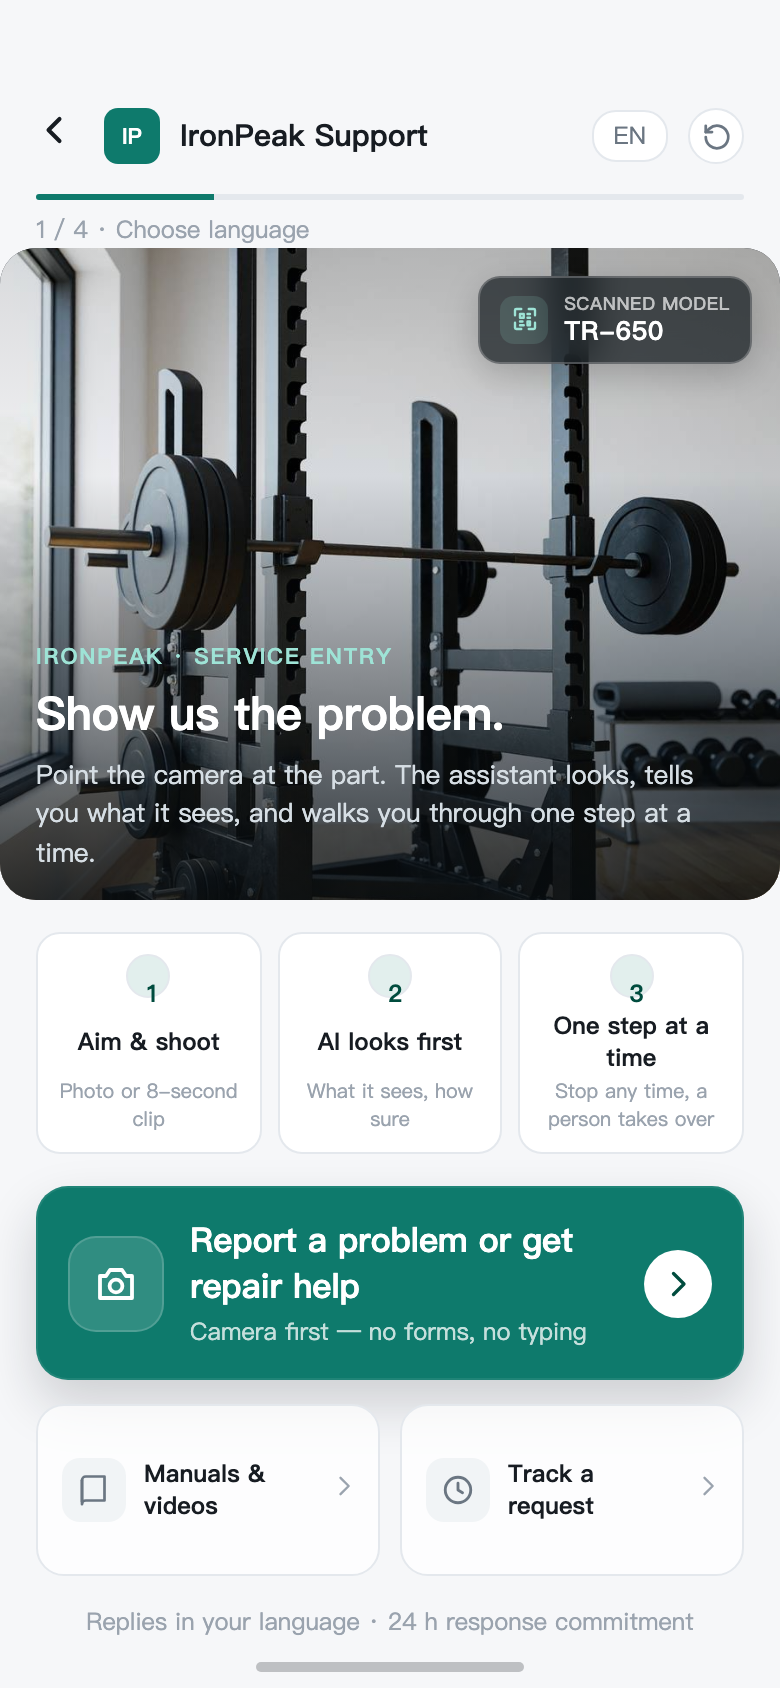 IP
IronPeak Support
EN
1 / 4 · Choose language
SCANNED MODEL
TR-650
IRONPEAK · SERVICE ENTRY
Show us the problem.
Point the camera at the part. The assistant looks, tells
you what it sees, and walks you through one step at a
time.
1
Aim & shoot
Photo or 8-second
clip
2
AI looks first
What it sees, how
sure
3
One step at a
time
Stop any time, a
person takes over
Report a problem or get
repair help
Camera first — no forms, no typing
Manuals &
videos
Track a
request
Replies in your language · 24 h response commitment